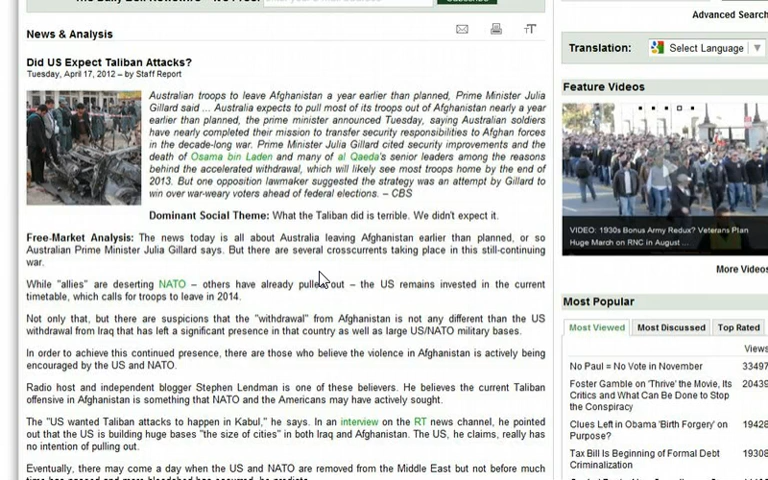 The Daily Bell Newswire – It's Free!
Advanced Search
News & Analysis
Translation: Select Language
Did US Expect Taliban Attacks?
Tuesday, April 17, 2012 – by Staff Report
Australian troops to leave Afghanistan a year earlier than planned, Prime Minister Julia
Gillard said ... Australia expects to pull most of its troops out of Afghanistan nearly a year
earlier than planned, the prime minister announced Tuesday, saying Australian soldiers
have nearly completed their mission to transfer security responsibilities to Afghan forces
in the decade-long war. Prime Minister Julia Gillard cited security improvements and the
death of Osama bin Laden and many of al Qaeda's senior leaders among the reasons
behind the accelerated withdrawal, which will likely see most troops home by the end of
2013. But one opposition lawmaker suggested the strategy was an attempt by Gillard to
win over war-weary voters ahead of federal elections. – CBS
Dominant Social Theme: What the Taliban did is terrible. We didn't expect it.
Free-Market Analysis: The news today is all about Australia leaving Afghanistan earlier than planned, or so
Australian Prime Minister Julia Gillard says. But there are several crosscurrents taking place in this still-continuing
war.
While "allies" are deserting NATO – others have already pulled out – the US remains invested in the current
timetable, which calls for troops to leave in 2014.
Not only that, but there are suspicions that the "withdrawal" from Afghanistan is not any different than the US
withdrawal from Iraq that has left a significant presence in that country as well as large US/NATO military bases.
In order to achieve this continued presence, there are those who believe the violence in Afghanistan is actively being
encouraged by the US and NATO.
Radio host and independent blogger Stephen Lendman is one of these believers. He believes the current Taliban
offensive in Afghanistan is something that NATO and the Americans may have actively sought.
The "US wanted Taliban attacks to happen in Kabul," he says. In an interview on the RT news channel, he pointed
out that the US is building huge bases "the size of cities" in both Iraq and Afghanistan. The US, he claims, really has
no intention of pulling out.
Eventually, there may come a day when the US and NATO are removed from the Middle East but not before much
Feature Videos
VIDEO: 1930s Bonus Army Redux? Veterans Plan
Huge March on RNC in August ...
More Videos
Most Popular
Most Viewed Most Discussed Top Rated
Views
No Paul = No Vote in November 33497
Foster Gamble on 'Thrive' the Movie, Its 20439
Critics and What Can Be Done to Stop
the Conspiracy
Clues Left in Obama 'Birth Forgery' on 19428
Purpose?
Tax Bill Is Beginning of Formal Debt 19308
Criminalization